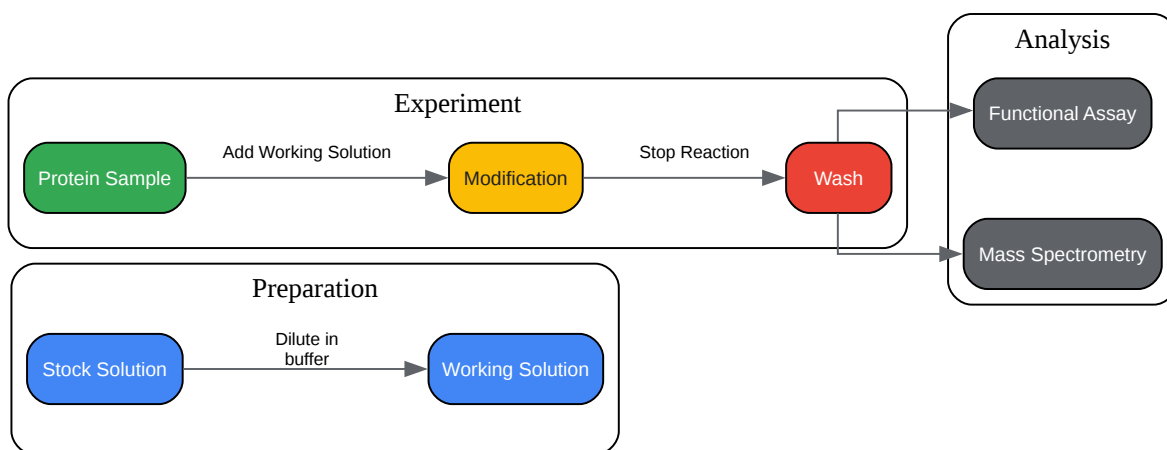 Analysis
Experiment
Functional Assay
Add Working Solution
Stop Reaction
Protein Sample
Modification
Wash
Mass Spectrometry
Preparation
Dilute in
buffer
Stock Solution
Working Solution